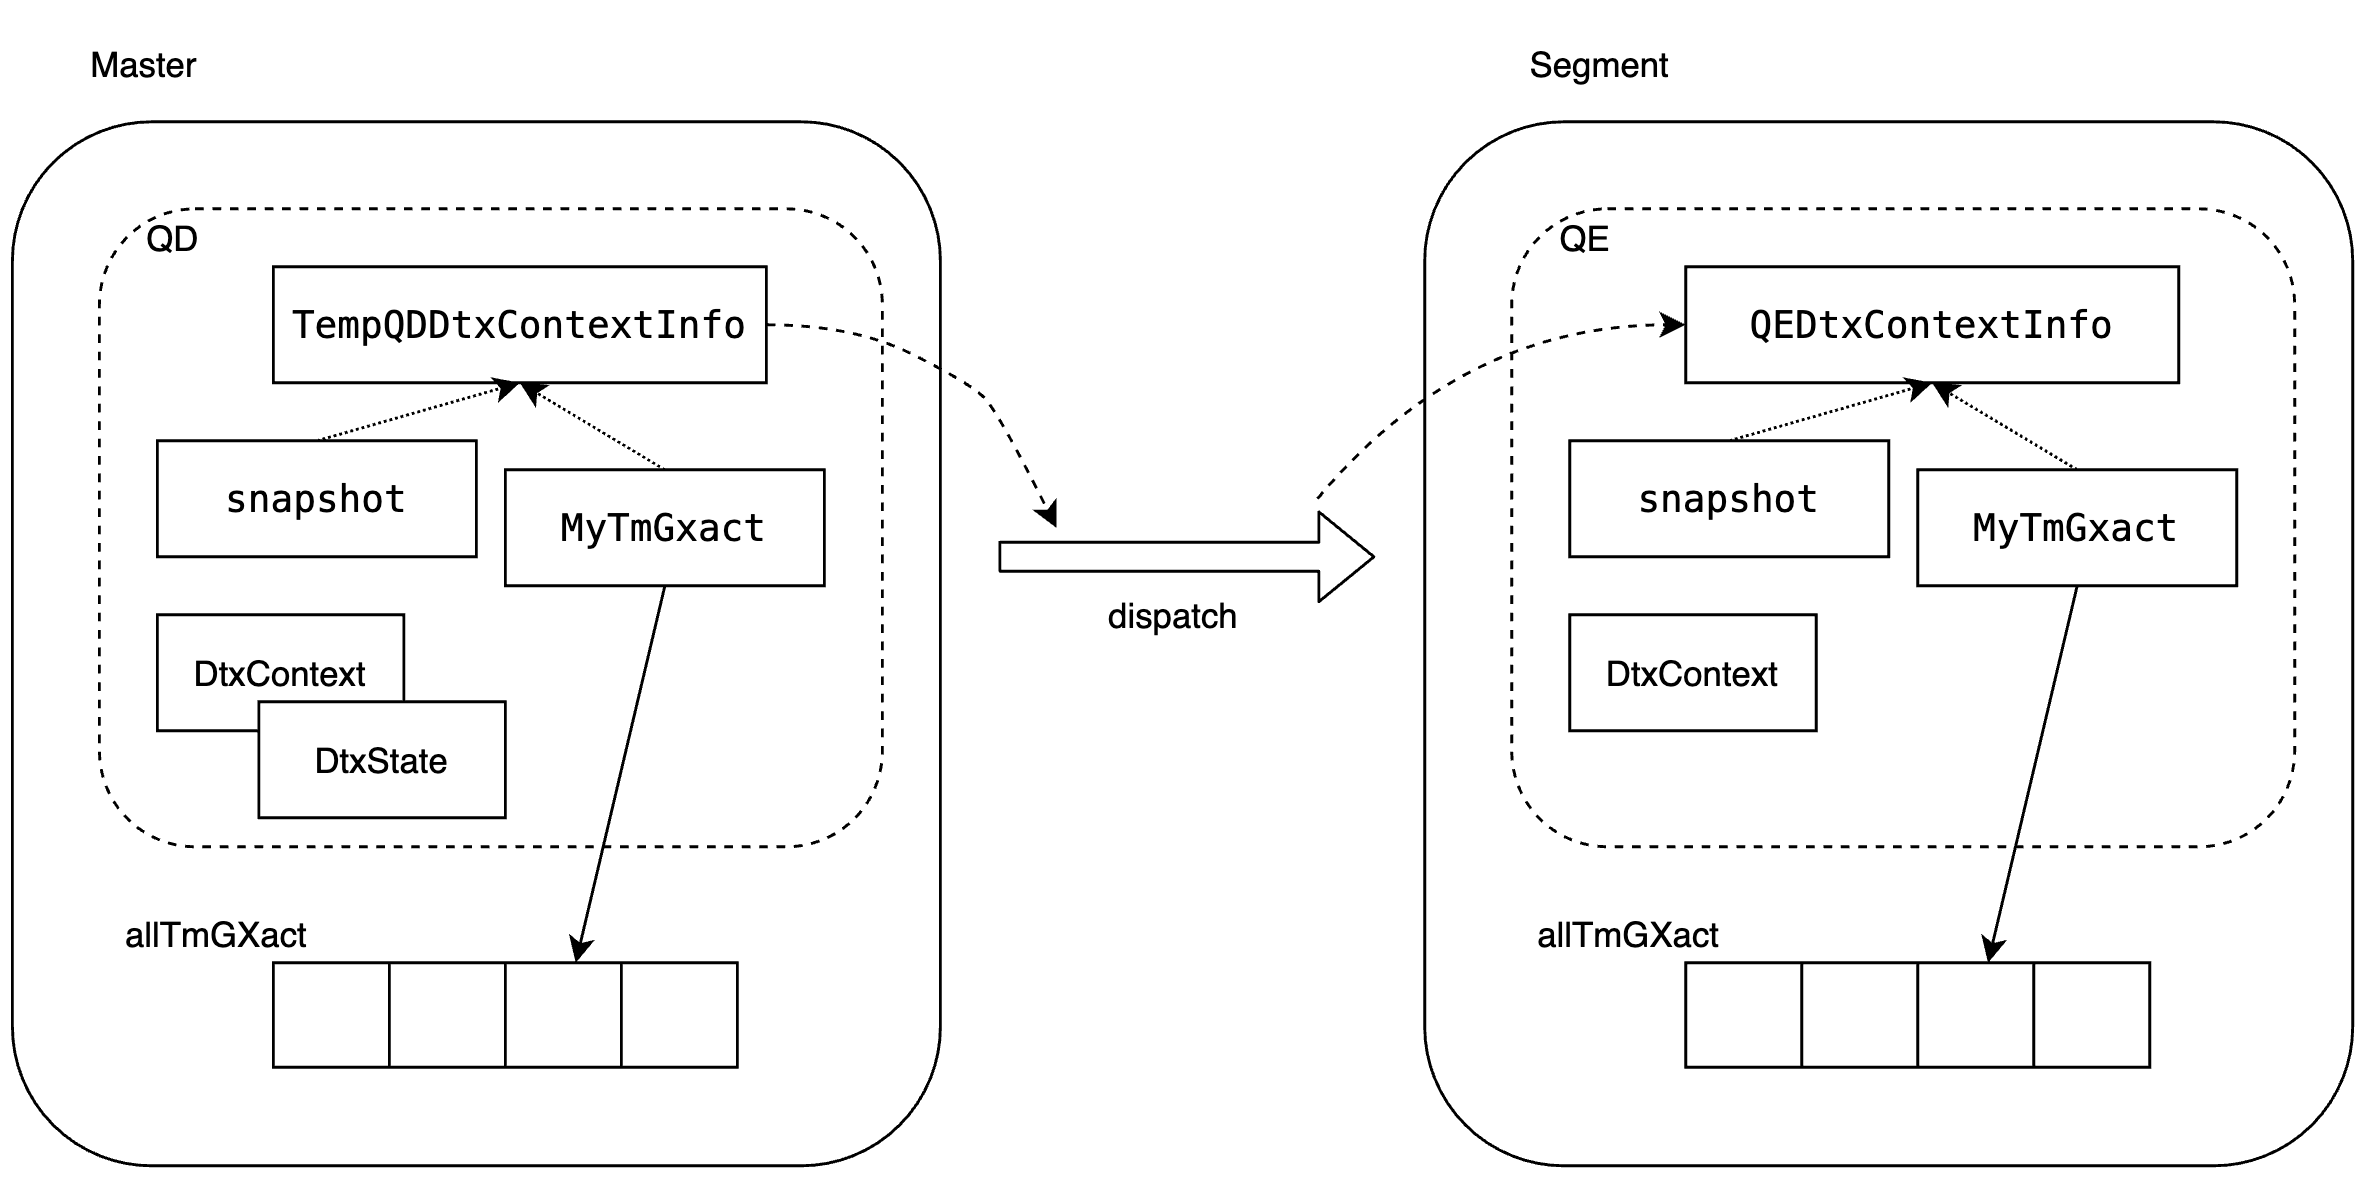 Master
QD
TempQDDtxContextInfo
snapshot
MyTmGxact
DtxContext
DtxState
allTmGXact
dispatch
Segment
QE
QEDtxContextInfo
snapshot
MyTmGxact
DtxContext
allTmGXact